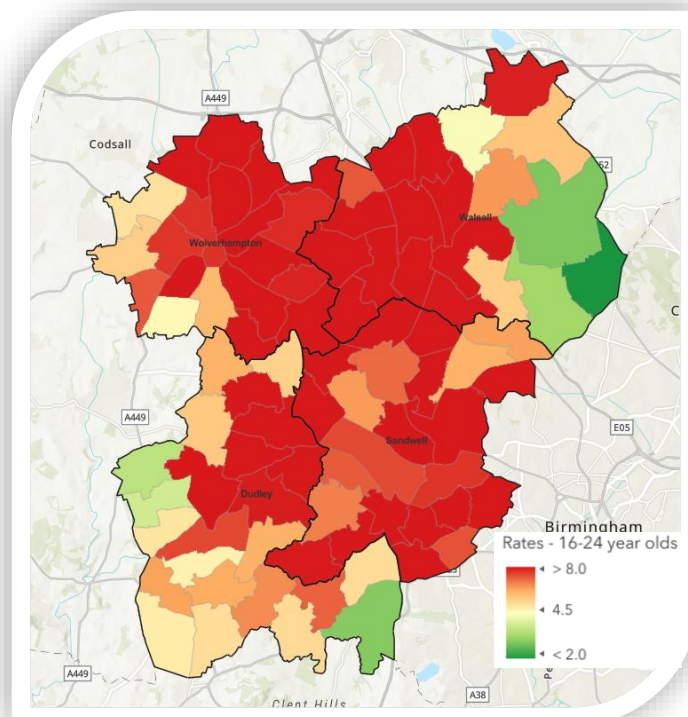 A449
Codsall
Walsall
Wolverhampton
A449
E05
Sandwell
Dudley
Birmingham
Rates - 16-24 year olds
> 8.0
4.5
< 2.0
A449
A38
Clent Hills